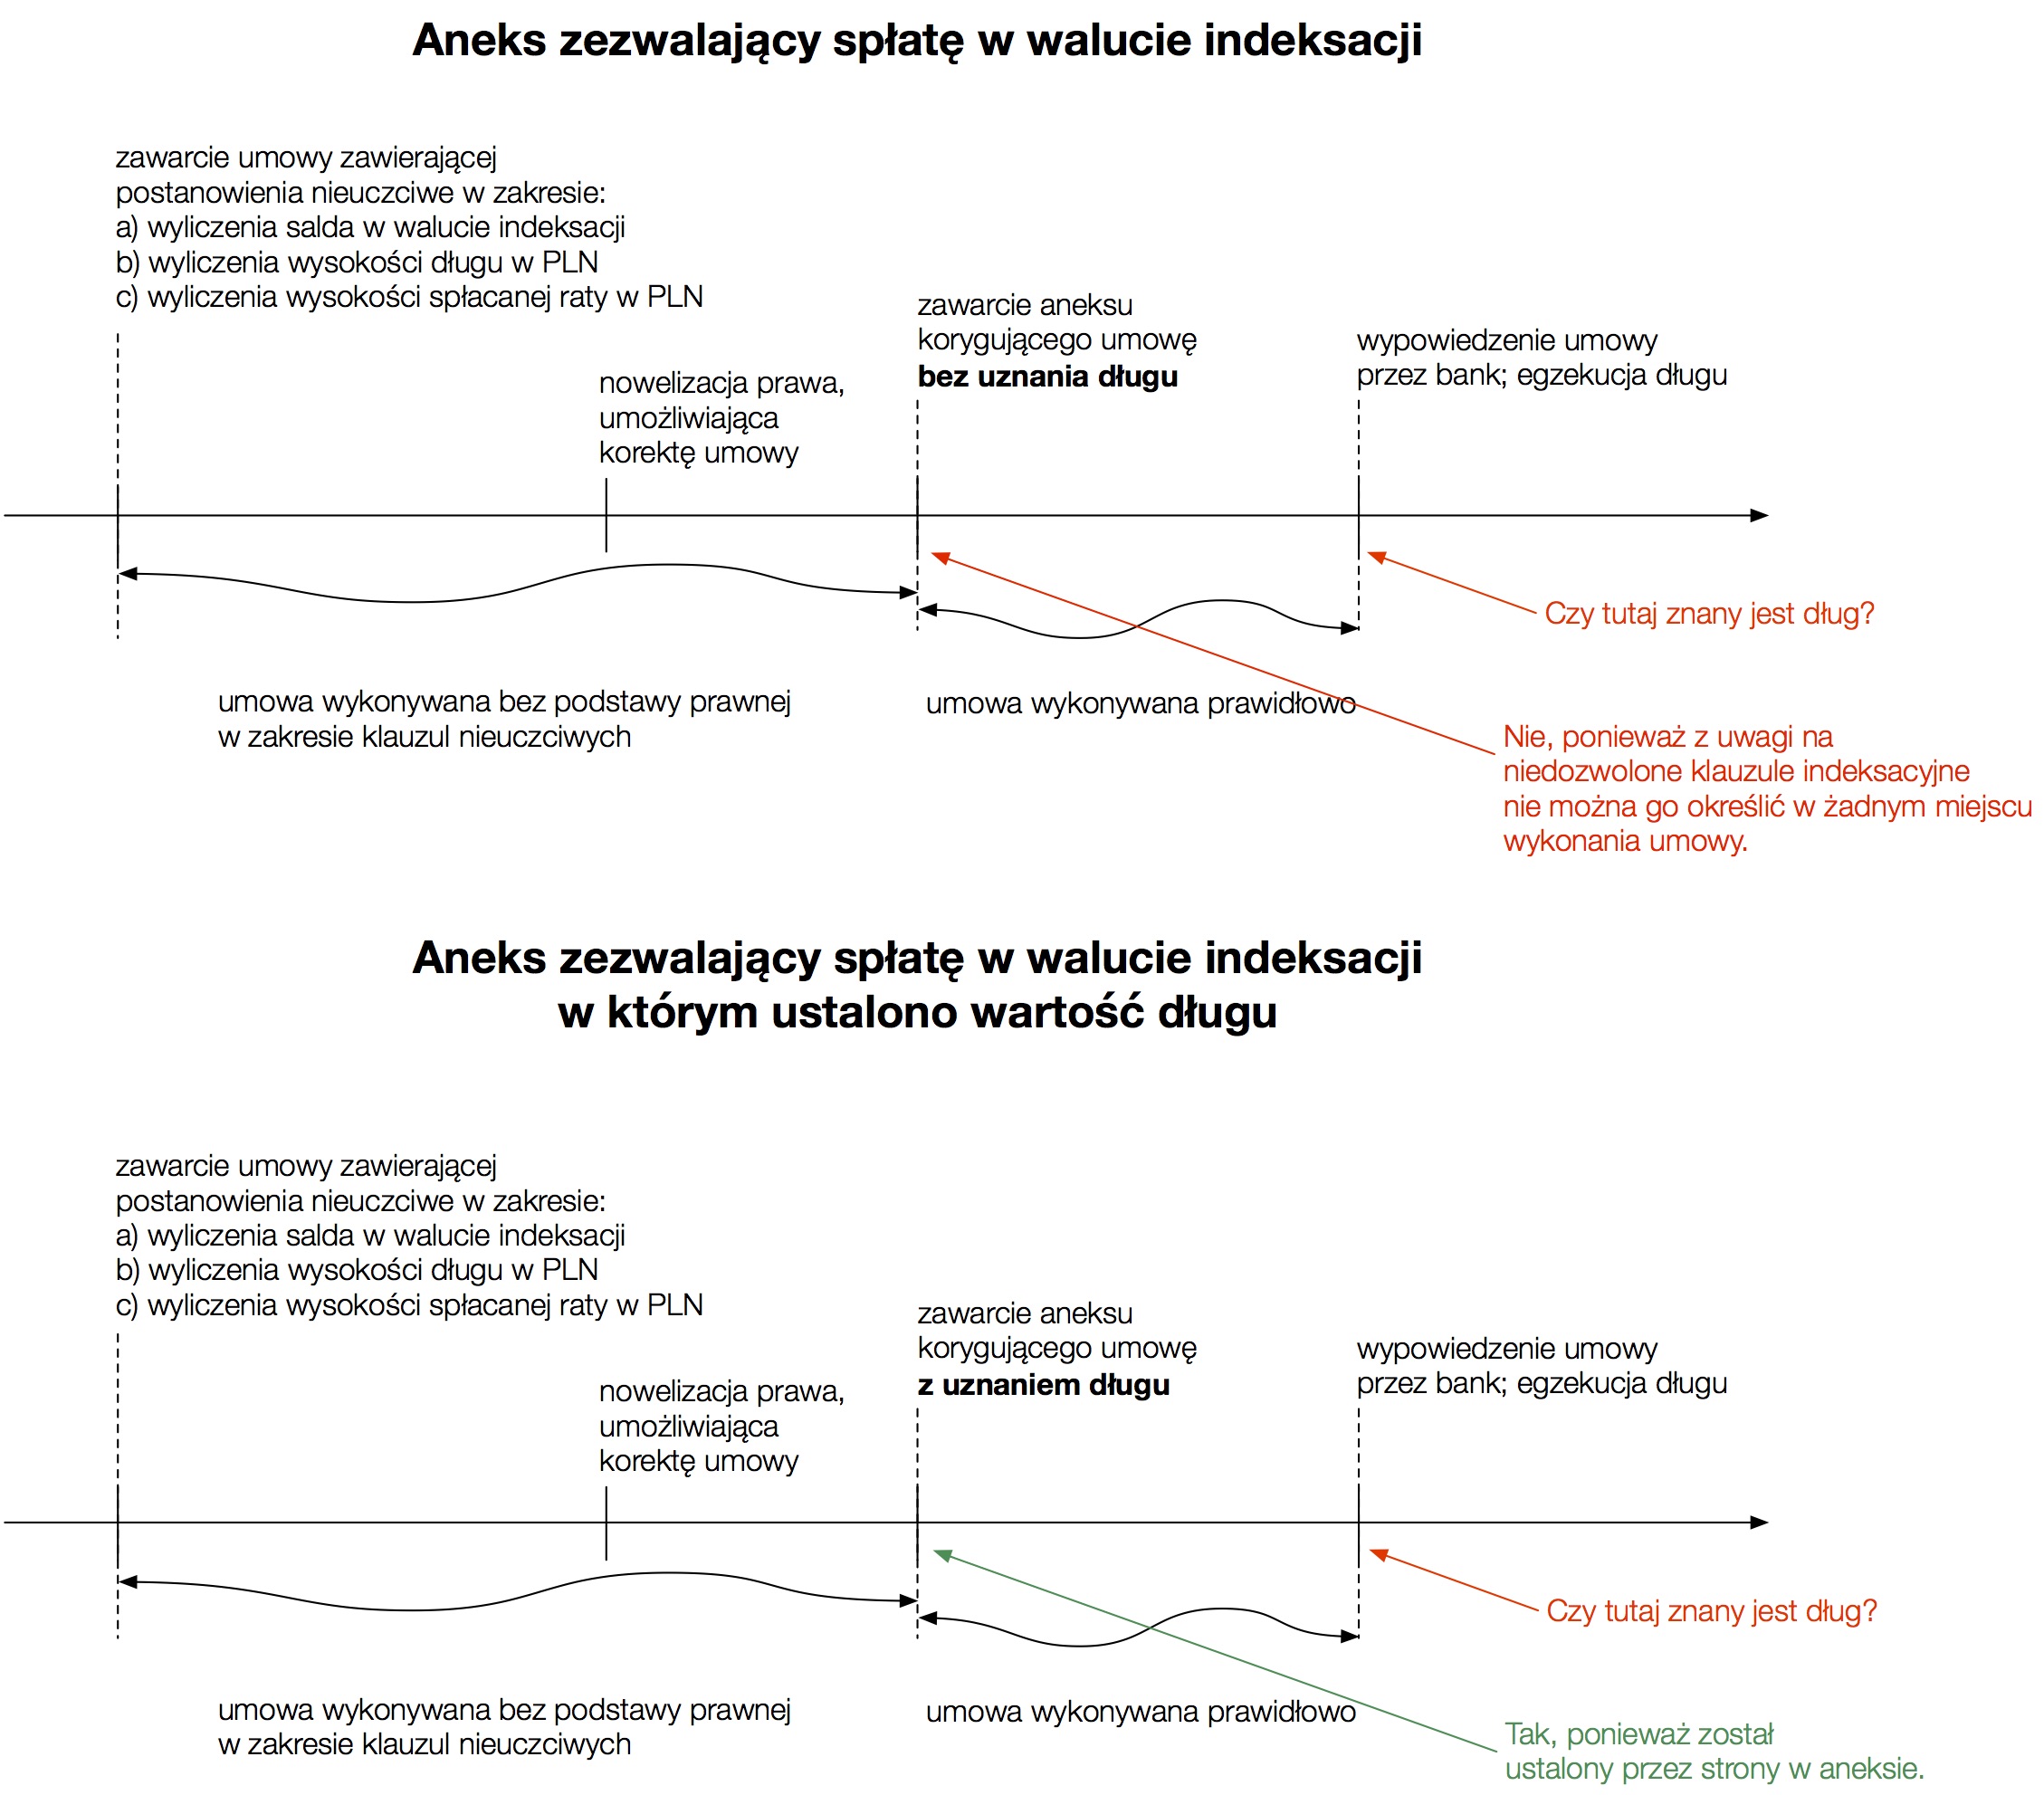 Aneks zezwalający spłatę w walucie indeksacji
zawarcie umowy zawierającej
postanowienia nieuczciwe w zakresie:
a) wyliczenia salda w walucie indeksacji
b) wyliczenia wysokości długu w PLN
c) wyliczenia wysokości spłacanej raty w PLN
nowelizacja prawa,
umożliwiająca
korektę umowy
zawarcie aneksu
korygującego umowę
bez uznania długu
wypowiedzenie umowy
przez bank; egzekucja długu
Czy tutaj znany jest dług?
umowa wykonywana bez podstawy prawnej
w zakresie klauzul nieuczciwych
umowa wykonywana prawidłowo
Nie, ponieważ z uwagi na
niedozwolone klauzule indeksacyjne
nie można go określić w żadnym miejscu
wykonania umowy.
Aneks zezwalający spłatę w walucie indeksacji
w którym ustalono wartość długu
zawarcie umowy zawierającej
postanowienia nieuczciwe w zakresie:
a) wyliczenia salda w walucie indeksacji
b) wyliczenia wysokości długu w PLN
c) wyliczenia wysokości spłacanej raty w PLN
nowelizacja prawa,
umożliwiająca
korektę umowy
zawarcie aneksu
korygującego umowę
z uznaniem długu
wypowiedzenie umowy
przez bank; egzekucja długu
Czy tutaj znany jest dług?
umowa wykonywana bez podstawy prawnej
w zakresie klauzul nieuczciwych
umowa wykonywana prawidłowo
Tak, ponieważ został
ustalony przez strony w aneksie.